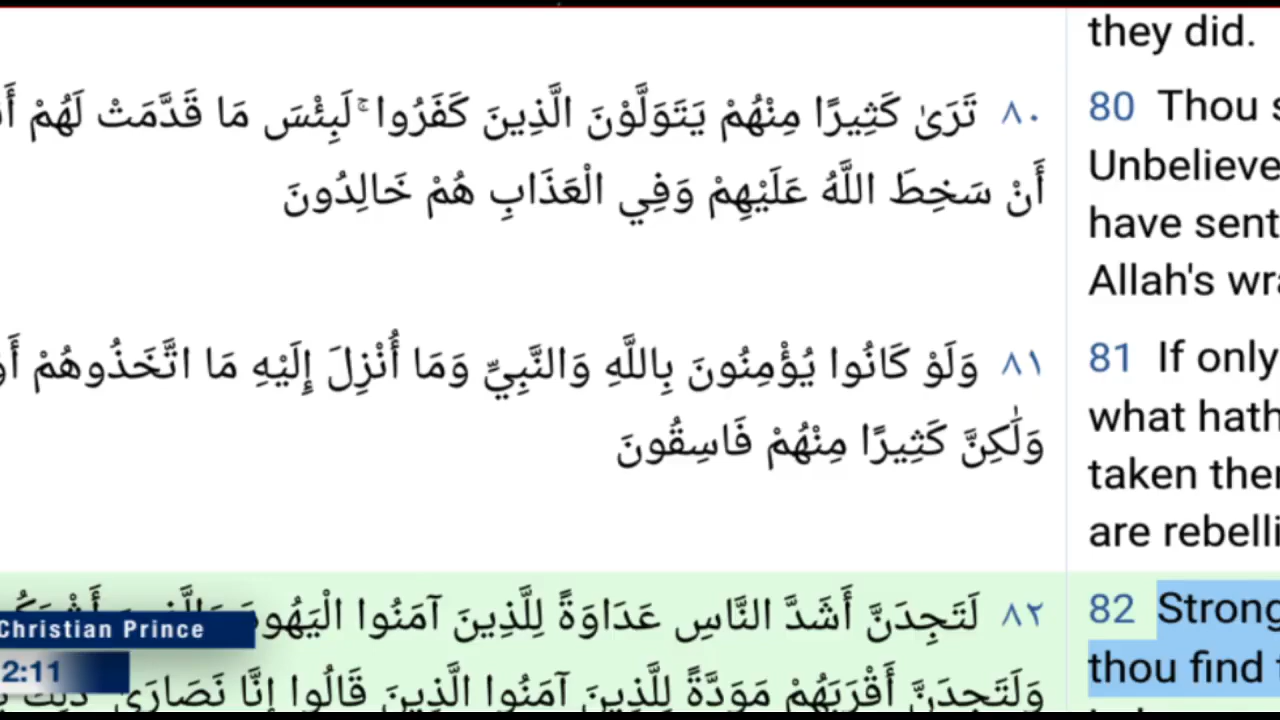 they did.
٨٠ تَرَىٰ كَثِيرًا مِنْهُمْ يَتَوَلَّوْنَ الَّذِينَ كَفَرُوا ۚ لَبِئْسَ مَا قَدَّمَتْ لَهُمْ
أَنْ سَخِطَ اللَّهُ عَلَيْهِمْ وَفِي الْعَذَابِ هُمْ خَالِدُونَ
80 Thou
Unbelieve
have sent
Allah's
٨١ وَلَوْ كَانُوا يُؤْمِنُونَ بِاللَّهِ وَالنَّبِيِّ وَمَا أُنْزِلَ إِلَيْهِ مَا اتَّخَذُوهُمْ
وَلَٰكِنَّ كَثِيرًا مِنْهُمْ فَاسِقُونَ
81 If only
what hath
taken
are rebelli
٨٢ لَتَجِدَنَّ أَشَدَّ النَّاسِ عَدَاوَةً لِلَّذِينَ آمَنُوا الْيَهُودَ
وَلَتَجِدَنَّ أَقْرَبَهُمْ مَوَدَّةً لِلَّذِينَ آمَنُوا الَّذِينَ قَالُوا إِنَّا نَصَارَىٰ
82 Strong
thou find
Christian Prince
2:11